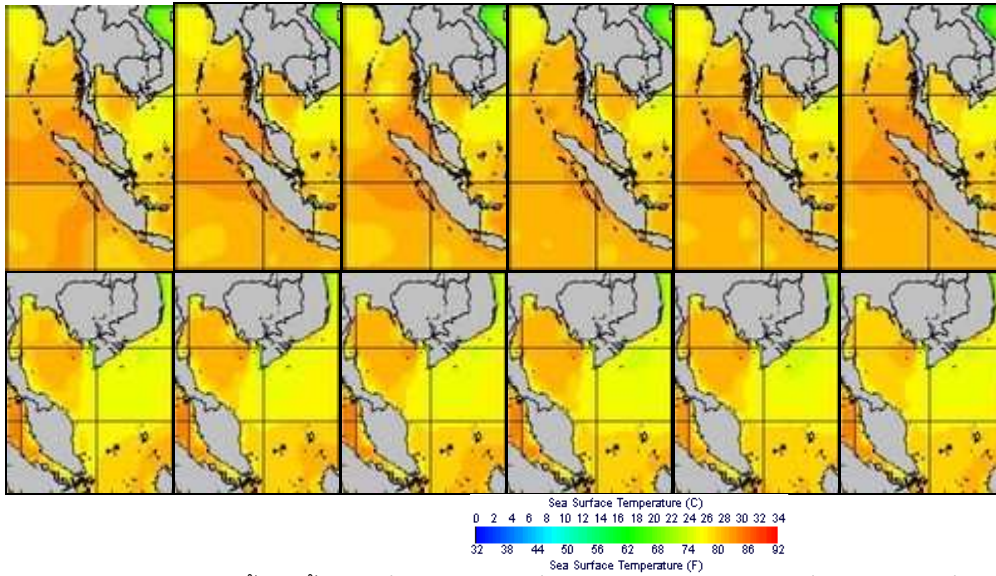 Sea Surface Temperature (C)
0 2 4 6 8 10 12 14 16 18 20 22 24 26 28 30 32 34
32 38 44 50 56 62 68 74 80 86 92
Sea Surface Temperature (F)